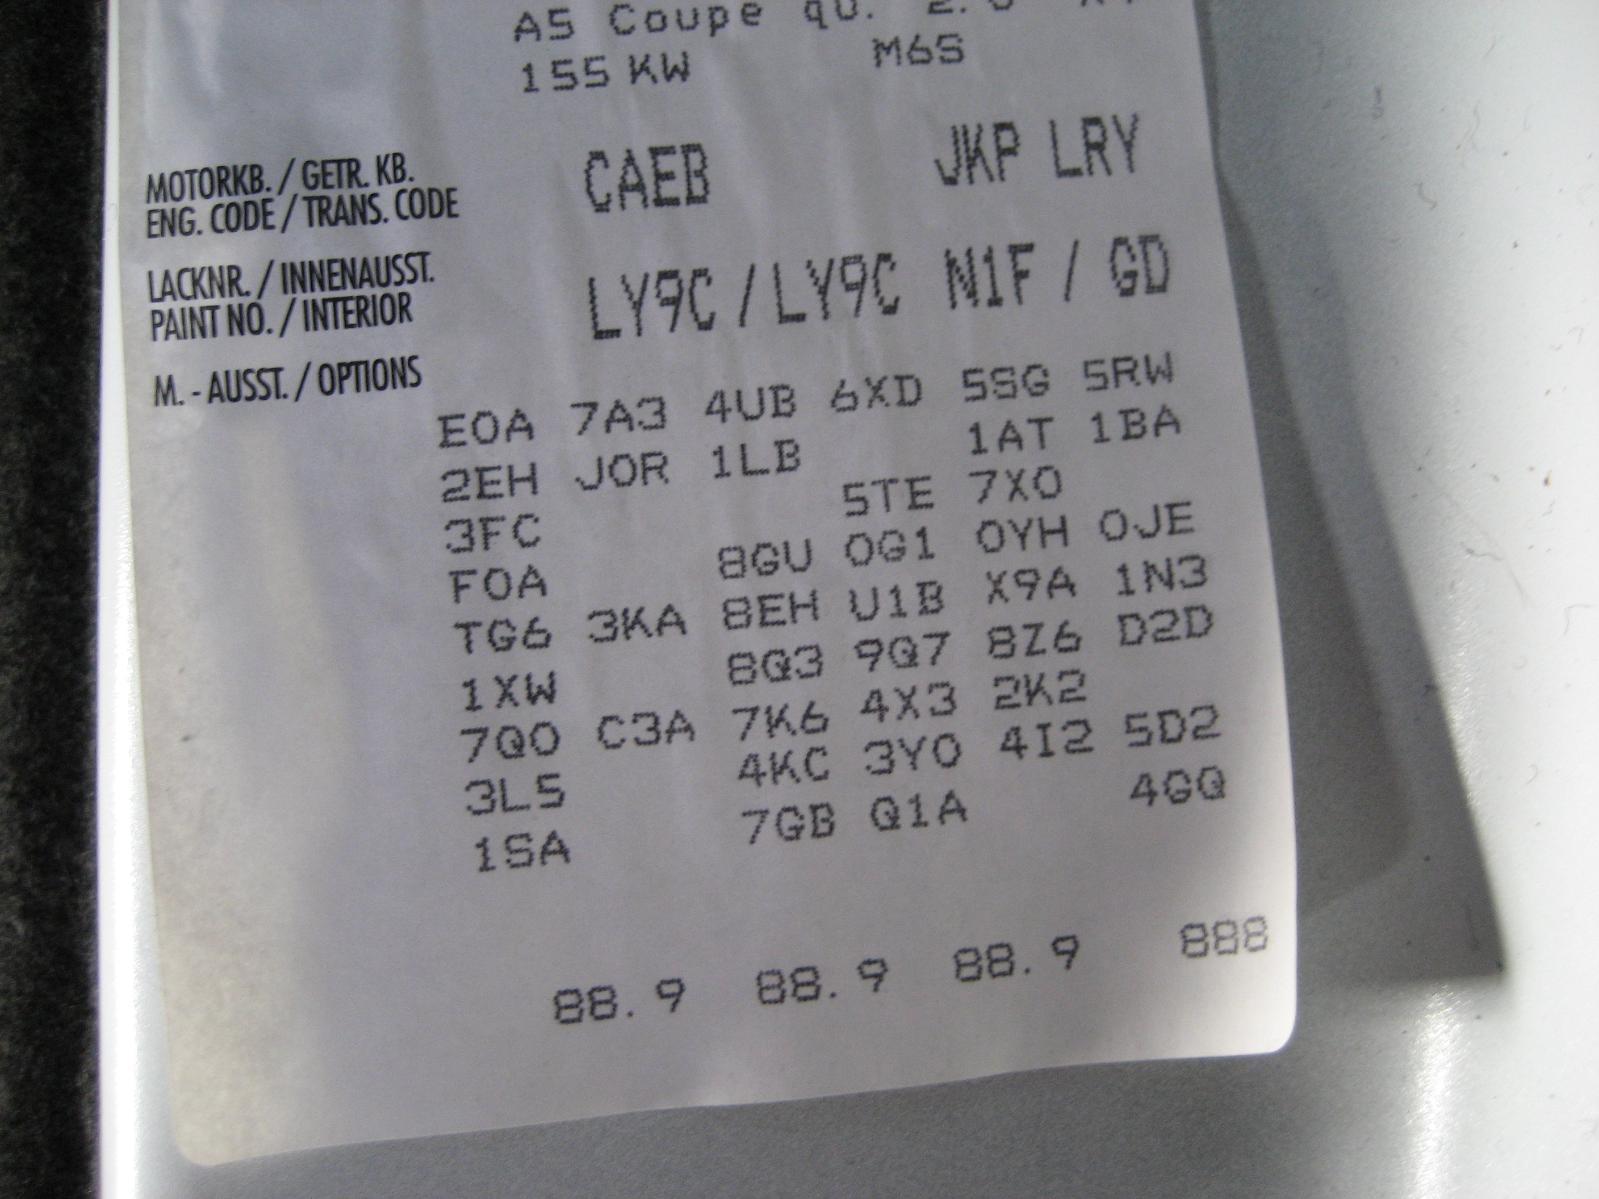 A5 Coupe qu. 2.0
155 KW M6S
MOTORKB. / GETR. KB.
ENG. CODE / TRANS. CODE
CAEB JKP LRY
LACKNR. / INNENAUSST.
PAINT NO. / INTERIOR
LY9C / LY9C N1F / GD
M. - AUSST. / OPTIONS
E0A 7A3 4UB 6XD 5SG 5RW
2EH J0R 1LB 1AT 1BA
3FC 5TE 7X0
F0A 8GU 0G1 0YH 0JE
TG6 3KA 8EH U1B X9A 1N3
1XW 8Q3 9Q7 8Z6 D2D
7Q0 C3A 7K6 4X3 2K2
3L5 4KC 3Y0 4I2 5D2
1SA 7GB Q1A 4GQ
88.9 88.9 88.9 888